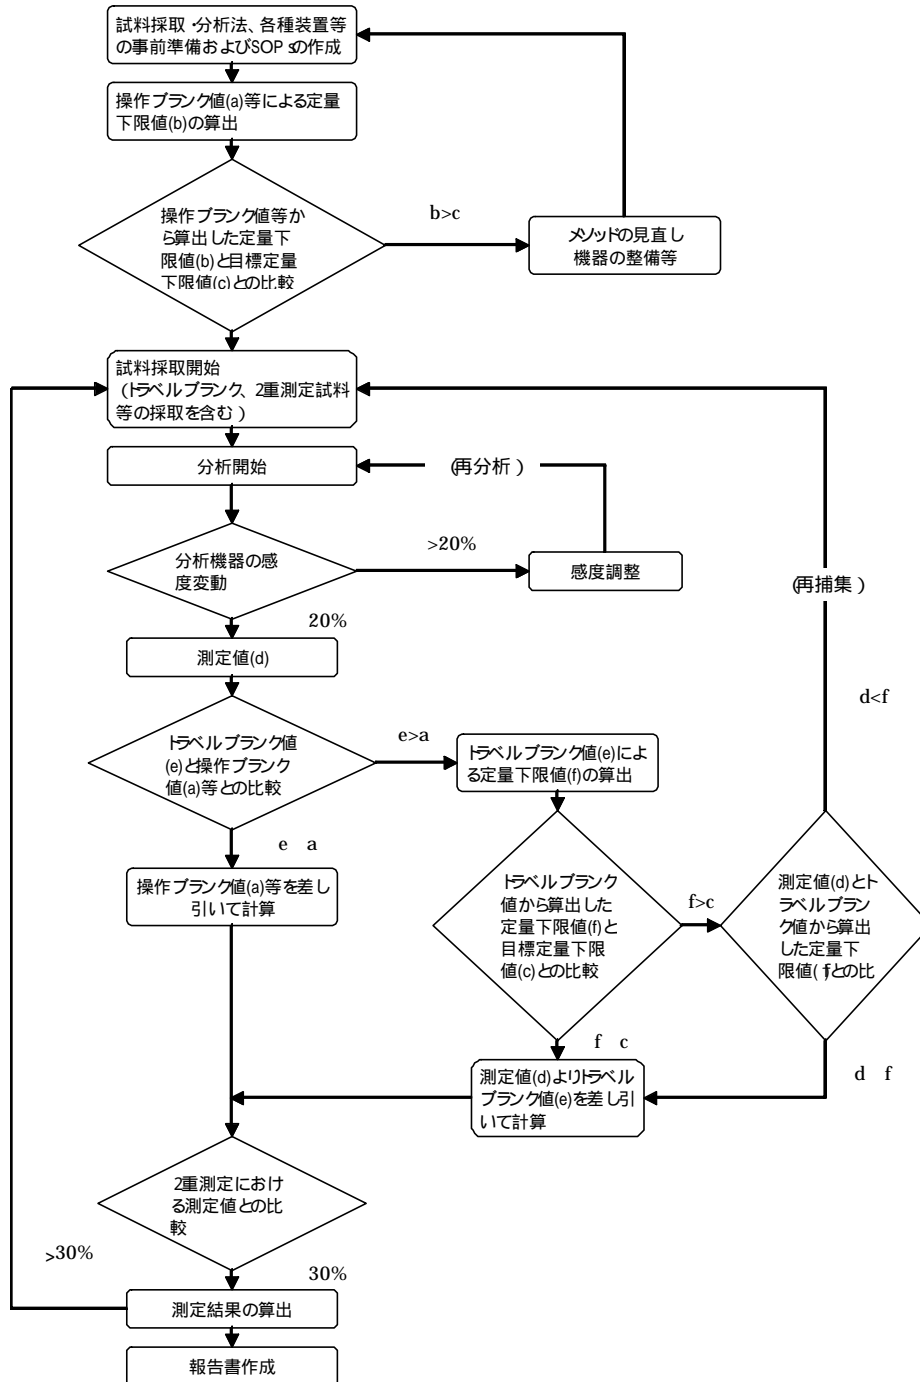 試料採取・分析法、各種装置等
の事前準備およびSOPsの作成
操作ブランク値(a)等による定量
下限値(b)の算出
操作ブランク値等か
ら算出した定量下
限値(b)と目標定量
下限値(c)との比較
b>c
メソッドの見直し
機器の整備等
試料採取開始
(トラベルブランク、2重測定試料
等の採取を含む)
分析開始
(再分析)
分析機器の感
度変動
>20%
感度調整
(再捕集)
20%
測定値(d)
d<f
トラベルブランク値
(e)と操作ブランク
値(a)等との比較
e>a
トラベルブランク値(e)によ
る定量下限値(f)の算出
e a
操作ブランク値(a)等を差し
引いて計算
トラベルブランク
値から算出した
定量下限値(f)と
目標定量下限
値(c)との比較
f>c
測定値(d)とト
ラベルブラン
ク値から算出
した定量下
限値(f)との比
f c
測定値(d)よりトラベル
ブランク値(e)を差し引
いて計算
d f
2重測定におけ
る測定値との比
較
>30%
30%
測定結果の算出
報告書作成